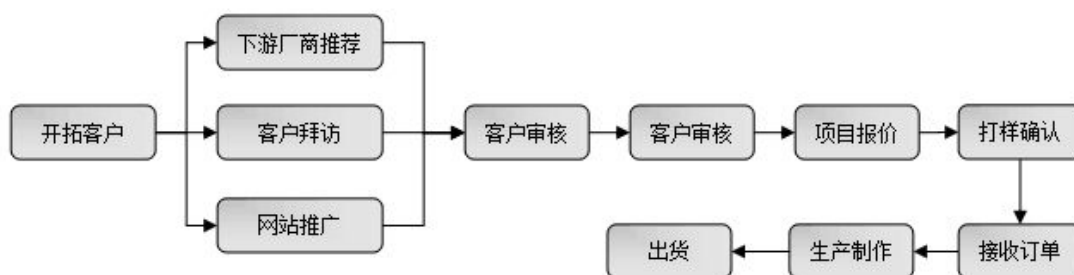 下游厂商推荐
开拓客户
客户拜访
客户审核
客户审核
项目报价
打样确认
网站推广
出货
生产制作
接收订单